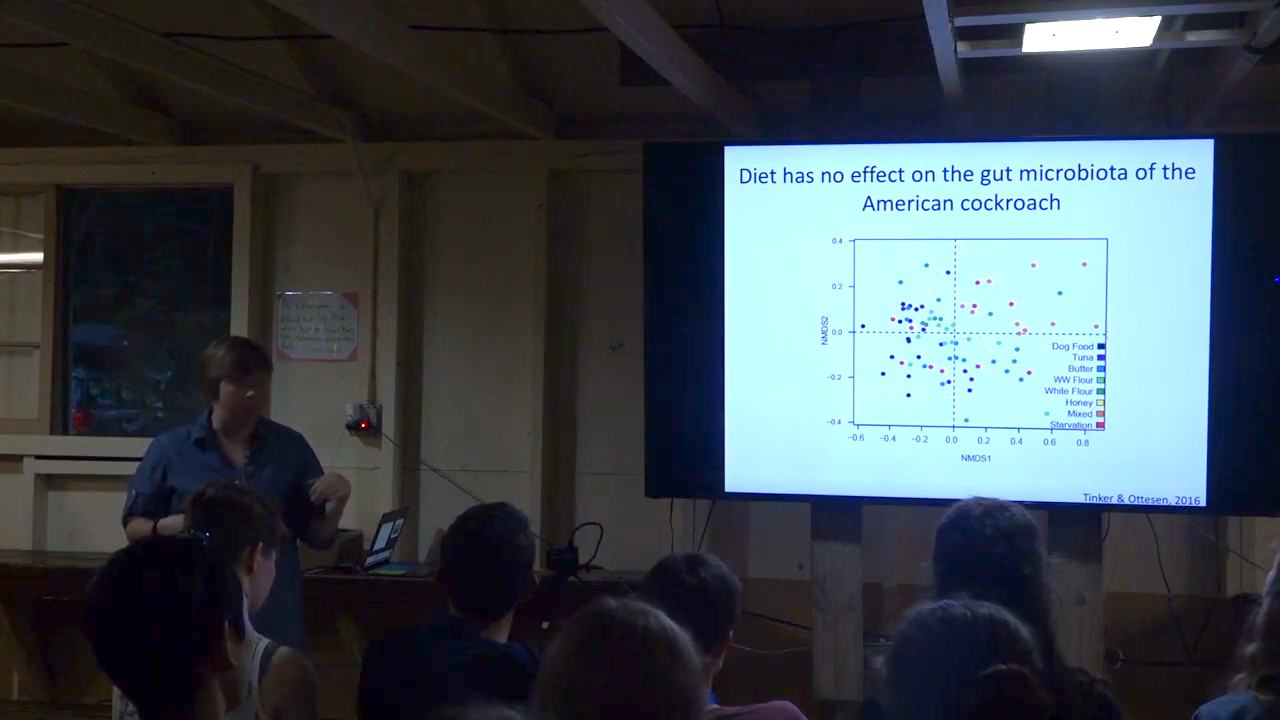 Diet has no effect on the gut microbiota of the
American cockroach
0.4
0.2
0.0
−0.2
−0.4
NMDS2
Dog Food
Tuna
Butter
WW Flour
White Flour
Honey
Mixed
Starvation
−0.6 −0.4 −0.2 0.0 0.2 0.4 0.6 0.8
NMDS1
Tinker & Ottesen, 2016